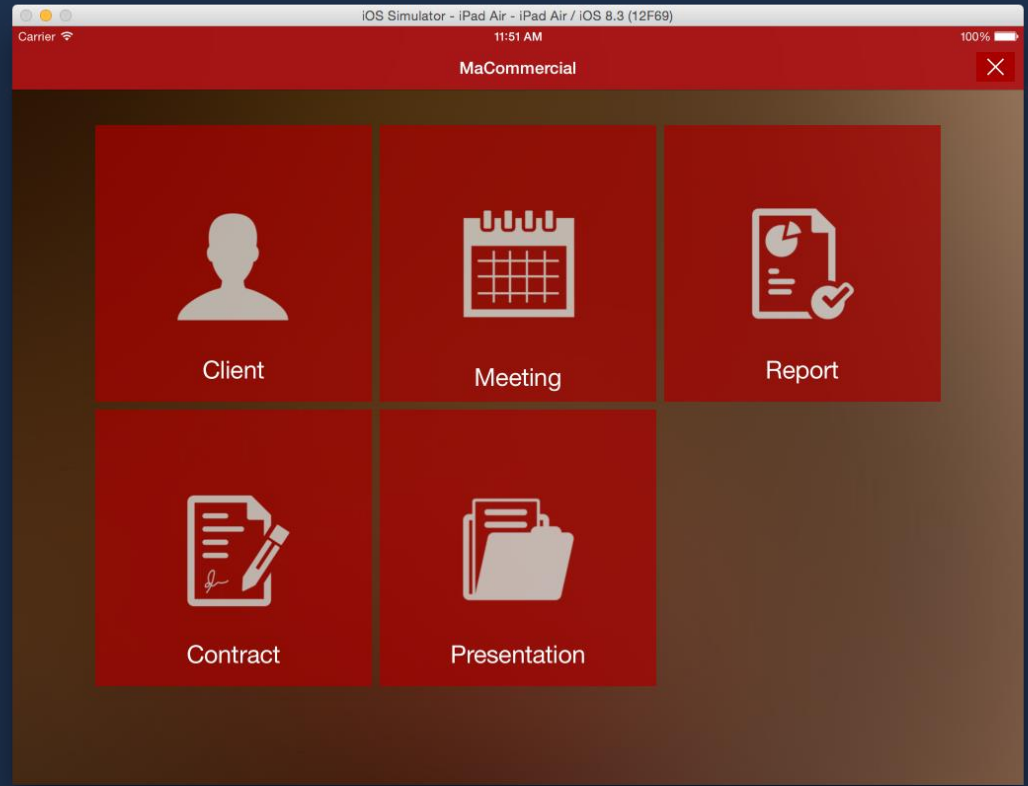 iOS Simulator - iPad Air - iPad Air / iOS 8.3 (12F69)
Carrier 11:51 AM 100%
MaCommercial
Client Meeting Report
Contract Presentation